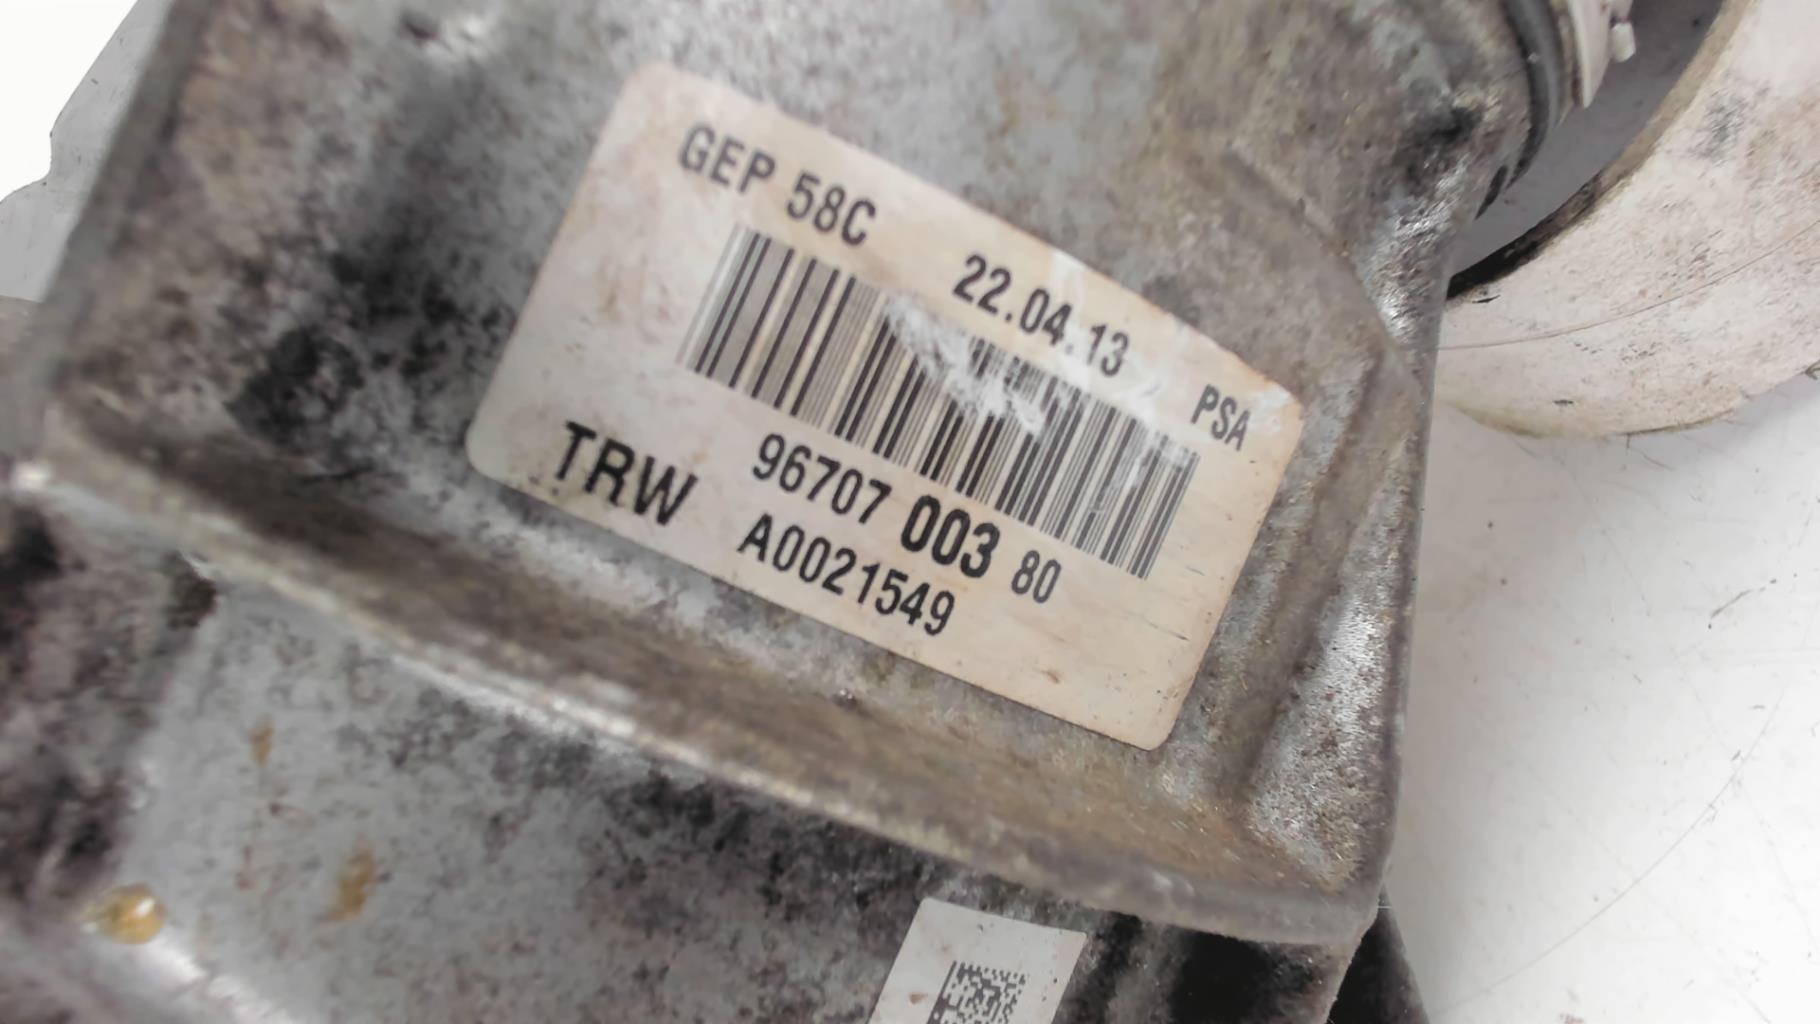 GEP 58C 22.04.13 PSA
96707 003 80
TRW A0021549